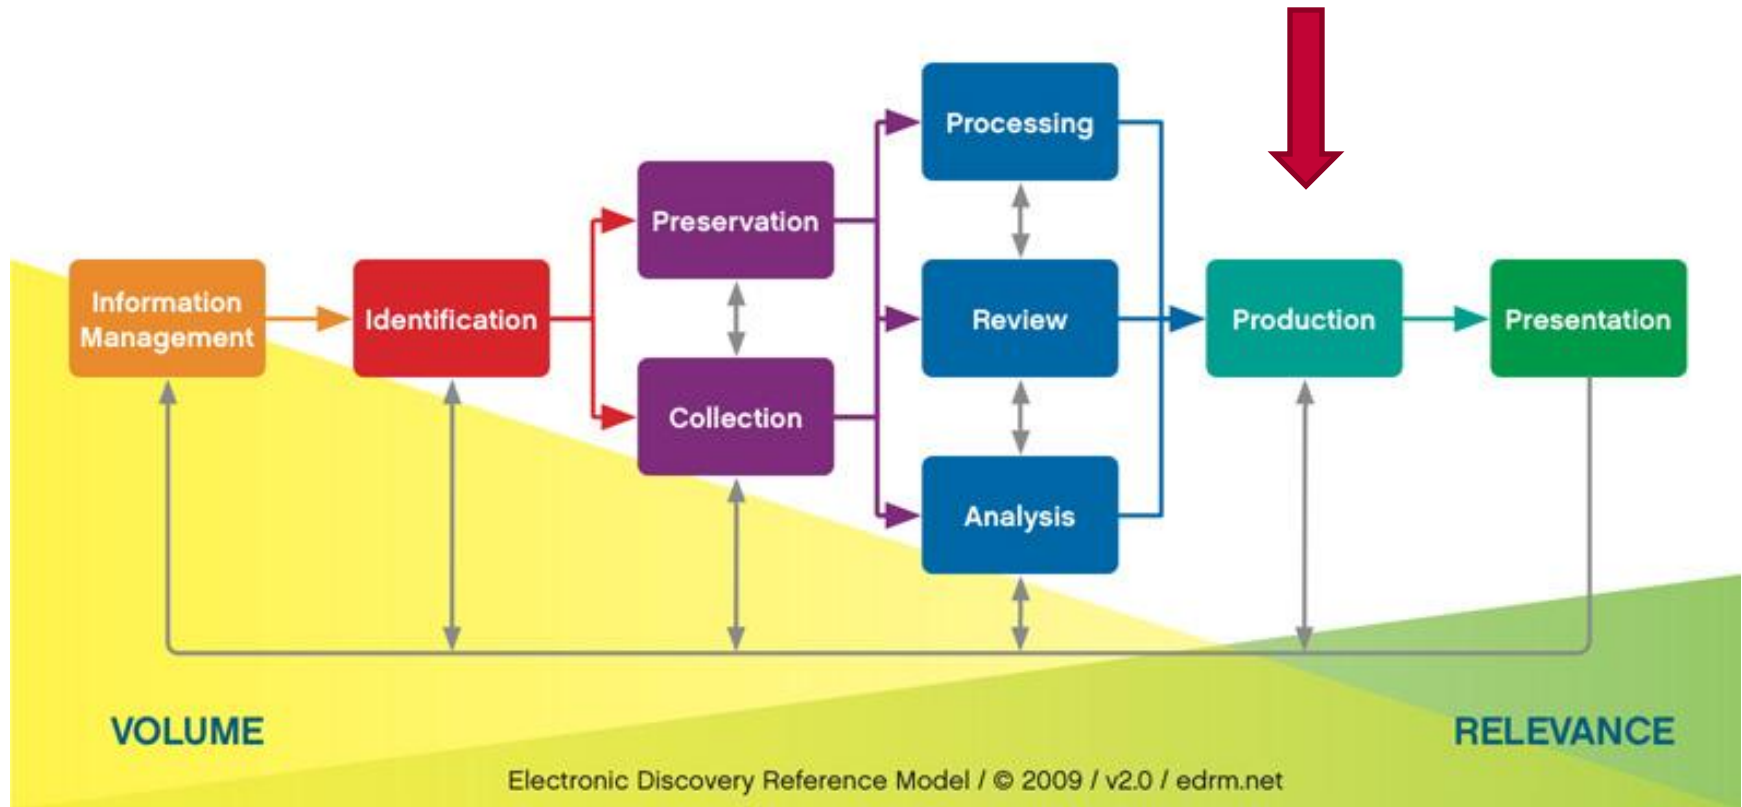 Information
Management
Identification
Preservation
Collection
Processing
Review
Analysis
Production
Presentation
VOLUME
RELEVANCE
Electronic Discovery Reference Model / © 2009 / v2.0 / edrm.net